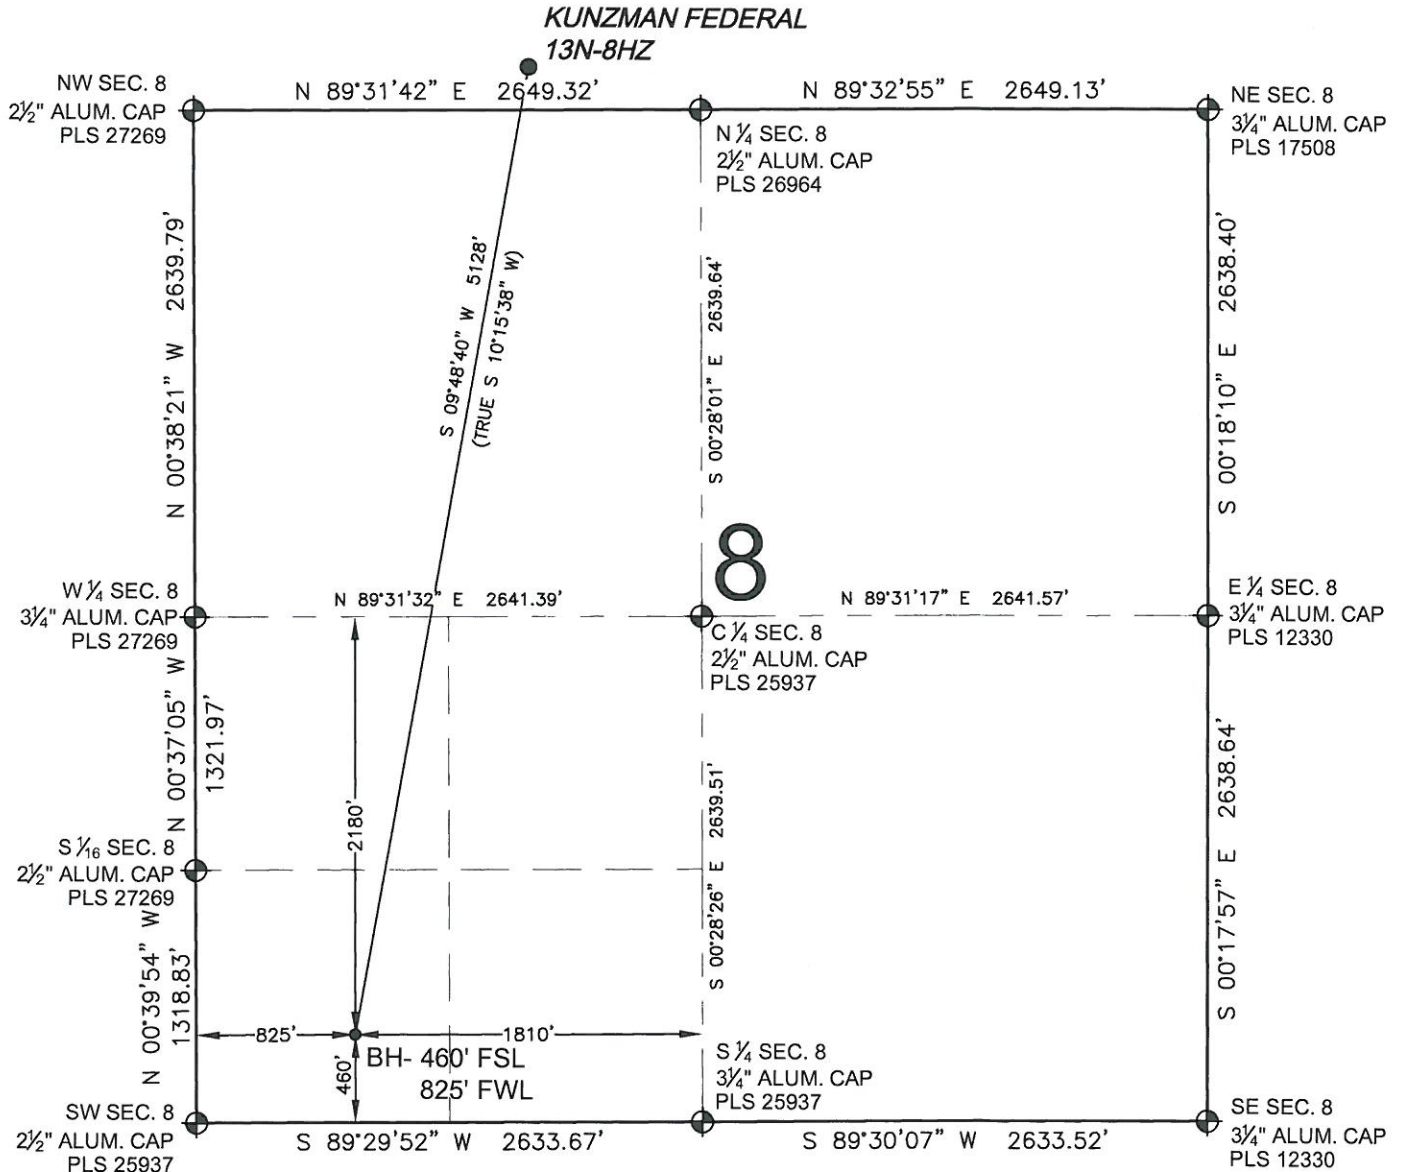 KUNZMAN FEDERAL
13N-8HZ
NW SEC. 8
2½" ALUM. CAP
PLS 27269
N 89°31'42" E 2649.32'
N 89°32'55" E 2649.13'
NE SEC. 8
3¼" ALUM. CAP
PLS 17508
N ¼ SEC. 8
2½" ALUM. CAP
PLS 26964
N 00°38'21" W 2639.79'
S 09°48'40" W 5128'
(TRUE S 10°15'38" W)
S 00°28'01" E 2639.64'
S 00°18'10" E 2638.40'
8
W ¼ SEC. 8
3¼" ALUM. CAP
PLS 27269
N 89°31'32" E 2641.39'
N 89°31'17" E 2641.57'
E ¼ SEC. 8
3¼" ALUM. CAP
PLS 12330
C ¼ SEC. 8
2½" ALUM. CAP
PLS 25937
N 00°37'05" W
1321.97'
2180'
S 00°28'26" E 2639.51'
S 00°17'57" E 2638.64'
S 1⁄16 SEC. 8
2½" ALUM. CAP
PLS 27269
N 00°39'54" W
1318.83'
825'
1810'
460'
BH- 460' FSL
825' FWL
S ¼ SEC. 8
3¼" ALUM. CAP
PLS 25937
SW SEC. 8
2½" ALUM. CAP
PLS 25937
S 89°29'52" W 2633.67'
S 89°30'07" W 2633.52'
SE SEC. 8
3¼" ALUM. CAP
PLS 12330